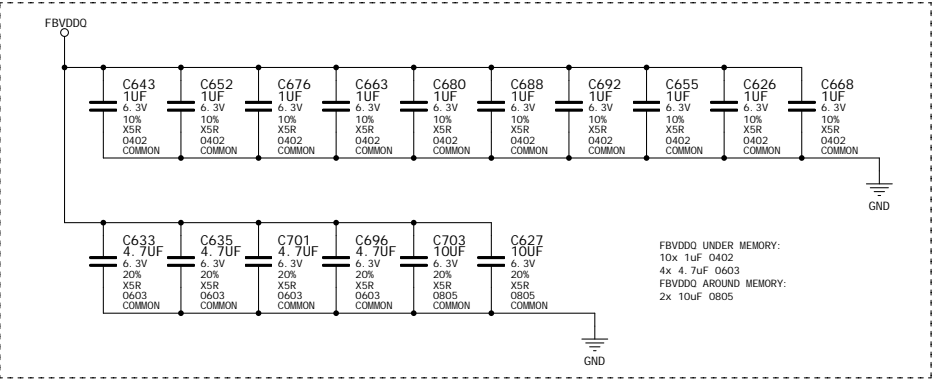 FBVDDQ
C643
1UF
6.3V
10%
X5R
0402
COMMON
C652
1UF
6.3V
10%
X5R
0402
COMMON
C676
1UF
6.3V
10%
X5R
0402
COMMON
C663
1UF
6.3V
10%
X5R
0402
COMMON
C680
1UF
6.3V
10%
X5R
0402
COMMON
C688
1UF
6.3V
10%
X5R
0402
COMMON
C692
1UF
6.3V
10%
X5R
0402
COMMON
C655
1UF
6.3V
10%
X5R
0402
COMMON
C626
1UF
6.3V
10%
X5R
0402
COMMON
C668
1UF
6.3V
10%
X5R
0402
COMMON
GND
C633
4.7UF
6.3V
20%
X5R
0603
COMMON
C635
4.7UF
6.3V
20%
X5R
0603
COMMON
C701
4.7UF
6.3V
20%
X5R
0603
COMMON
C696
4.7UF
6.3V
20%
X5R
0603
COMMON
C703
10UF
6.3V
20%
X5R
0805
COMMON
C627
10UF
6.3V
20%
X5R
0805
COMMON
GND
FBVDDQ UNDER MEMORY:
10x 1uF 0402
4x 4.7uF 0603
FBVDDQ AROUND MEMORY:
2x 10uF 0805